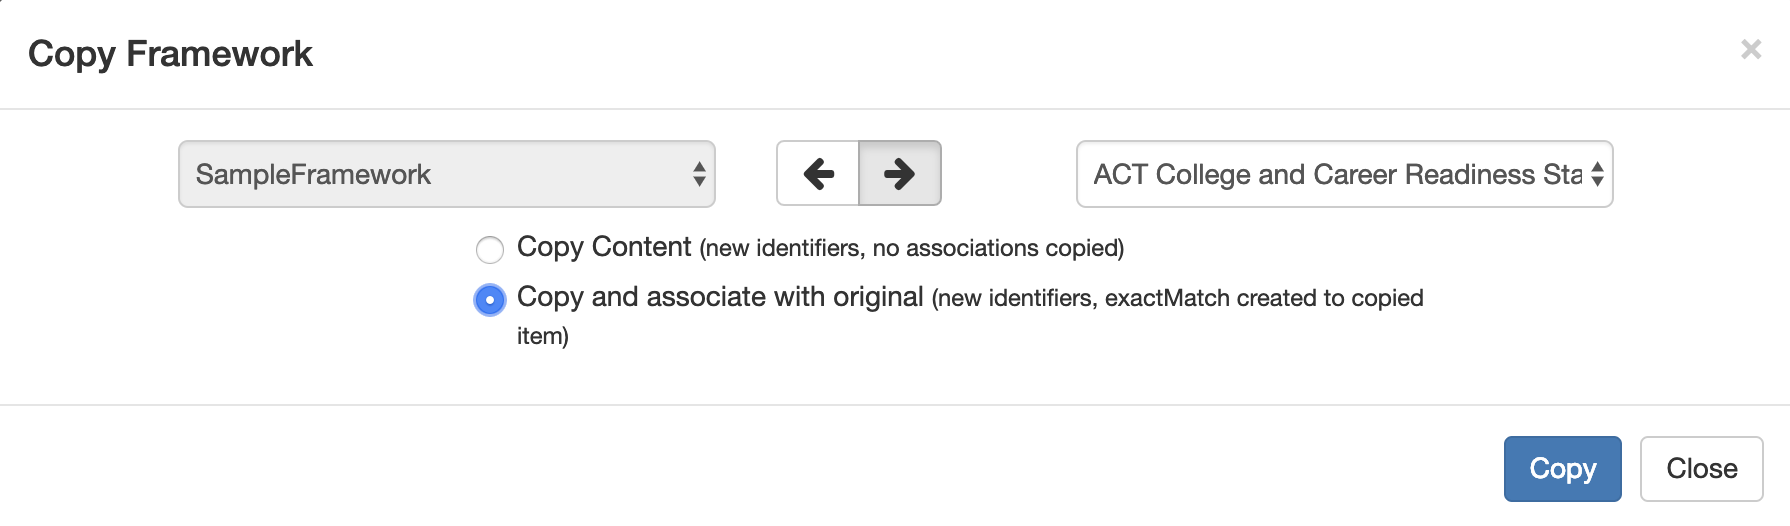 Copy Framework
×
SampleFramework
ACT College and Career Readiness Sta
Copy Content (new identifiers, no associations copied)
Copy and associate with original (new identifiers, exactMatch created to copied
item)
Copy
Close